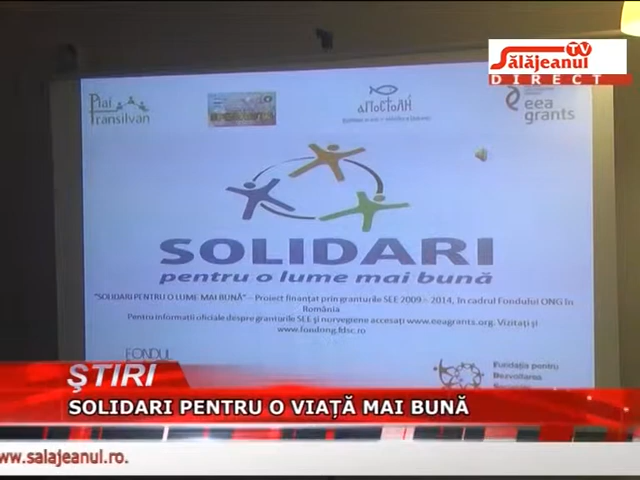 Sălăjeanul TV
DIRECT
Plai
Transilvan
ДПОСТОЛЙ
eea
grants
SOLIDARI
pentru o lume mai bună
"SOLIDARI PENTRU O LUME MAI BUNĂ" – Proiect finanțat prin granturile SEE 2009 – 2014, în cadrul Fondului ONG în
România
Pentru informații oficiale despre granturile SEE și norvegiene accesați www.eeagrants.org. Vizitați și
www.fondong.fdsc.ro
FONDUL
Fundația pentru
Dezvoltarea
ŞTIRI
SOLIDARI PENTRU O VIAȚĂ MAI BUNĂ
www.salajeanul.ro.